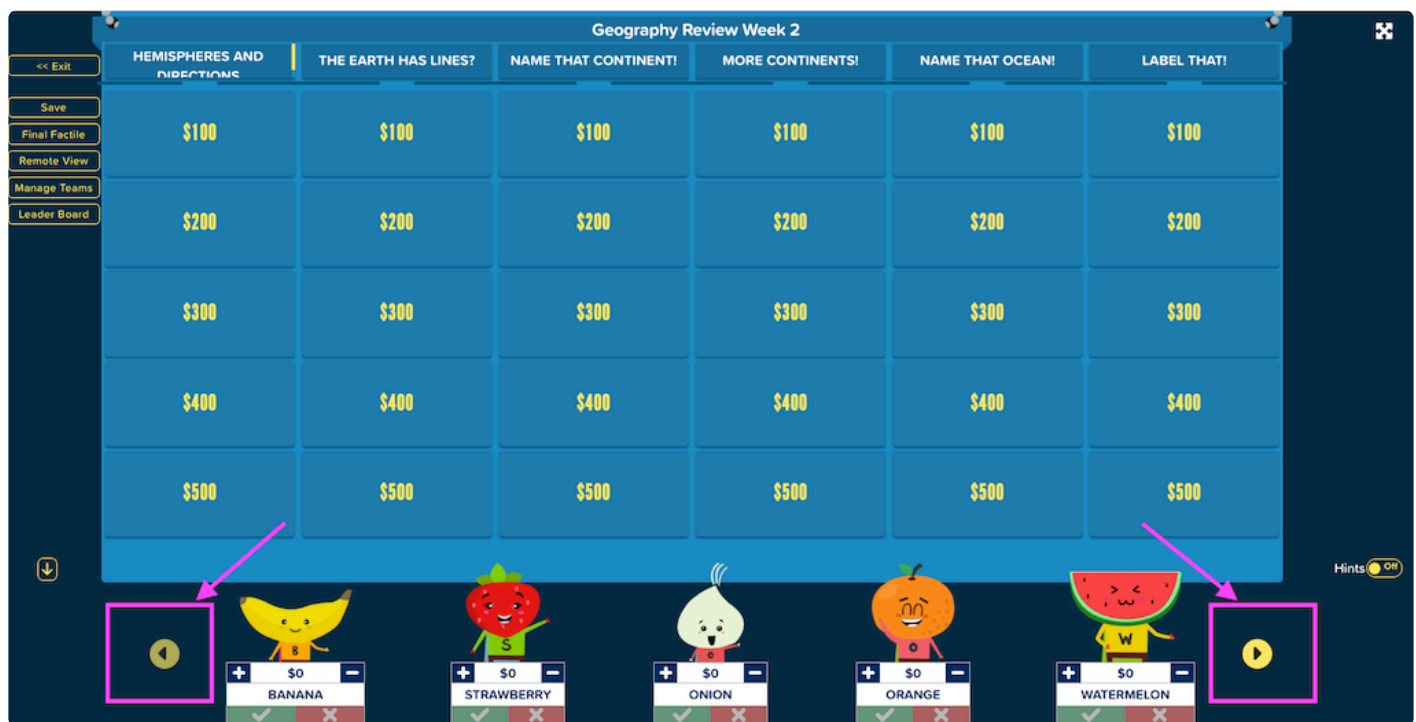 Geography Review Week 2
<< Exit
HEMISPHERES AND
DIRECTIONS
THE EARTH HAS LINES?
NAME THAT CONTINENT!
MORE CONTINENTS!
NAME THAT OCEAN!
LABEL THAT!
Save
Final Factile
Remote View
Manage Teams
Leader Board
$100 $100 $100 $100 $100 $100
$200 $200 $200 $200 $200 $200
$300 $300 $300 $300 $300 $300
$400 $400 $400 $400 $400 $400
$500 $500 $500 $500 $500 $500
Hints Off
B S O O W
+ $0 − + $0 − + $0 − + $0 − + $0 −
BANANA STRAWBERRY ONION ORANGE WATERMELON